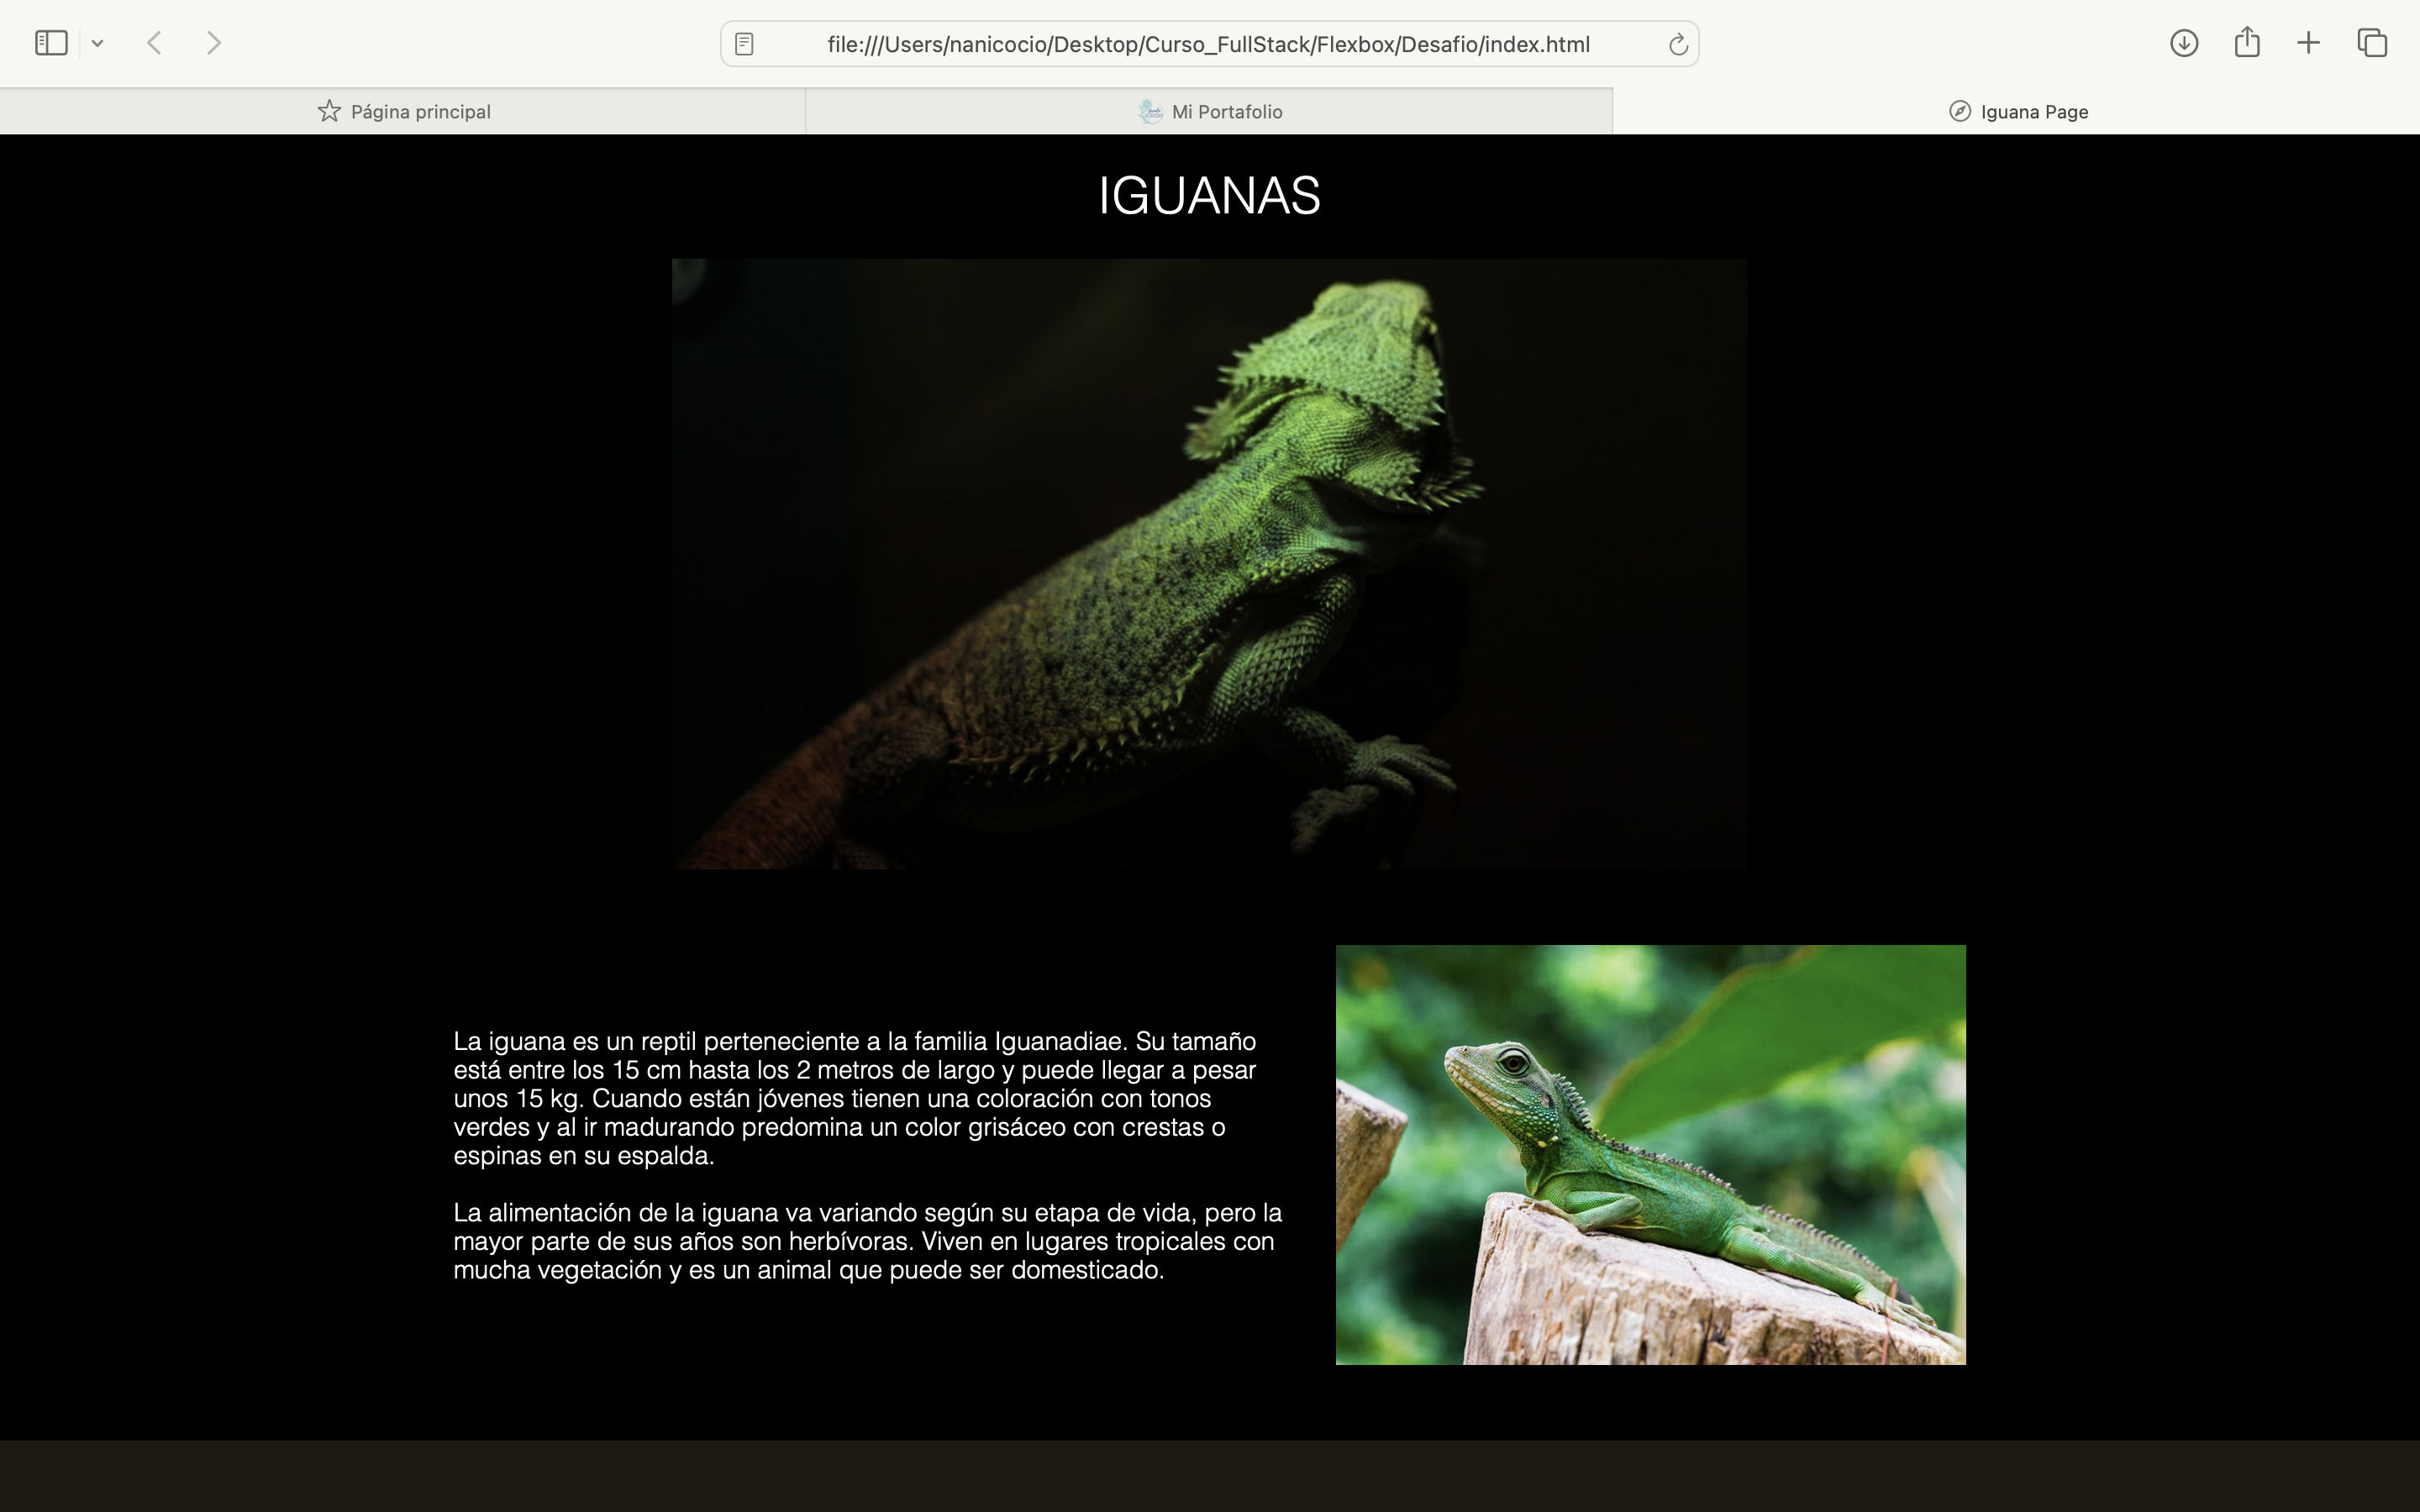 file:///Users/nanicocio/Desktop/Curso_FullStack/Flexbox/Desafio/index.html
Página principal
Mi Portafolio
Iguana Page
IGUANAS
La iguana es un reptil perteneciente a la familia Iguanadiae. Su tamaño
está entre los 15 cm hasta los 2 metros de largo y puede llegar a pesar
unos 15 kg. Cuando están jóvenes tienen una coloración con tonos
verdes y al ir madurando predomina un color grisáceo con crestas o
espinas en su espalda.
La alimentación de la iguana va variando según su etapa de vida, pero la
mayor parte de sus años son herbívoras. Viven en lugares tropicales con
mucha vegetación y es un animal que puede ser domesticado.